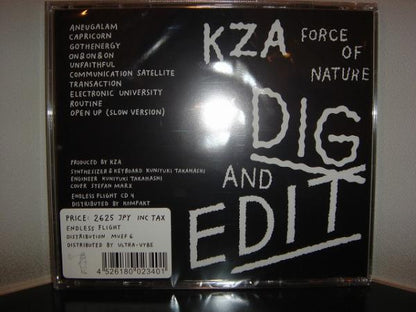 ANEUGALAM
CAPRICORN
GOTHENERGY
ON & ON & ON
UNFAITHFUL
COMMUNICATION SATELLITE
TRANSACTION
ELECTRONIC UNIVERSITY
ROUTINE
OPEN UP (SLOW VERSION)
KZA FORCE OF NATURE
DIG
AND
EDIT
PRODUCED BY KZA
SYNTHESIZER & KEYBOARD KUNIYUKI TAKAHASHI
ENGINEER KUNIYUKI TAKAHASHI
COVER STEFAN MARX
ENDLESS FLIGHT CD 4
DISTRIBUTED BY KOMPAKT
PRICE: 2625 JPY INC TAX
ENDLESS FLIGHT
DISTRIBUTION MULE 6
DISTRIBUTED BY ULTRA-VYBE
4 526180 023401